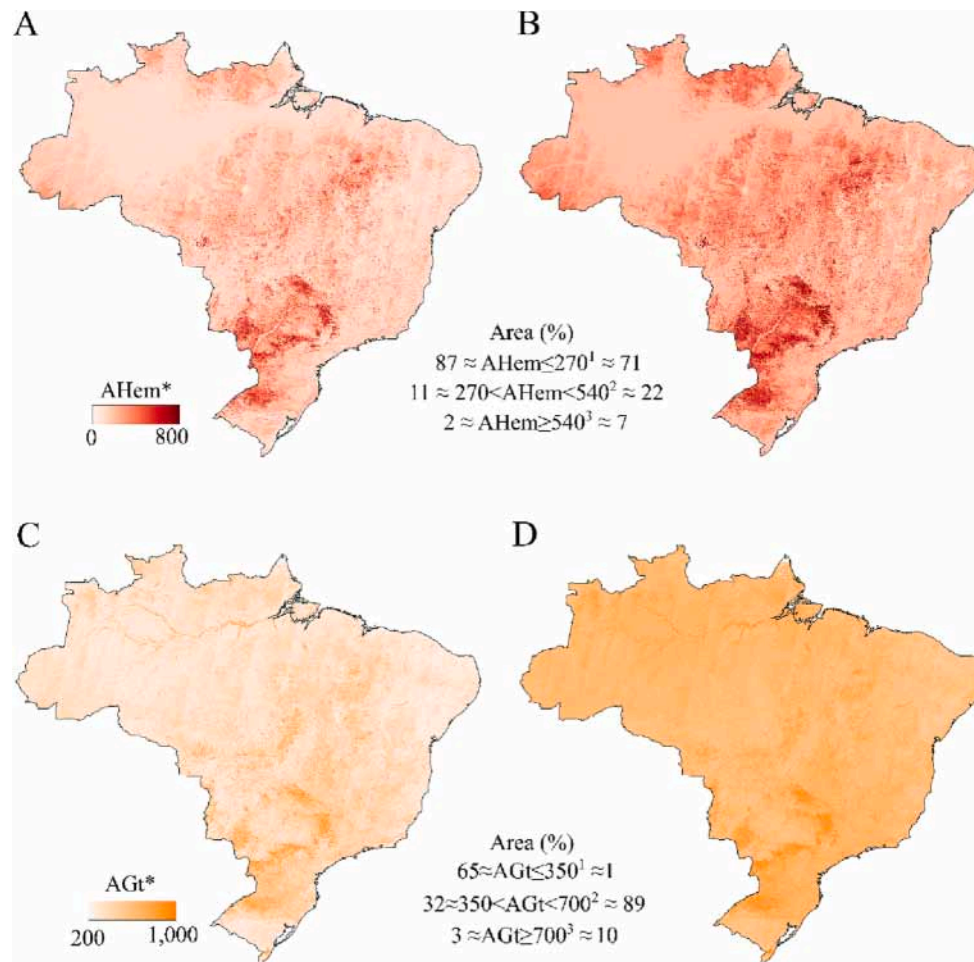 A
B
Area (%)
87 ≈ AHem≤270¹ ≈ 71
11 ≈ 270<AHem<540² ≈ 22
2 ≈ AHem≥540³ ≈ 7
AHem*
0 800
C
D
Area (%)
65≈AGt≤350¹ ≈1
32≈350<AGt<700² ≈ 89
3 ≈AGt≥700³ ≈ 10
AGt*
200 1,000